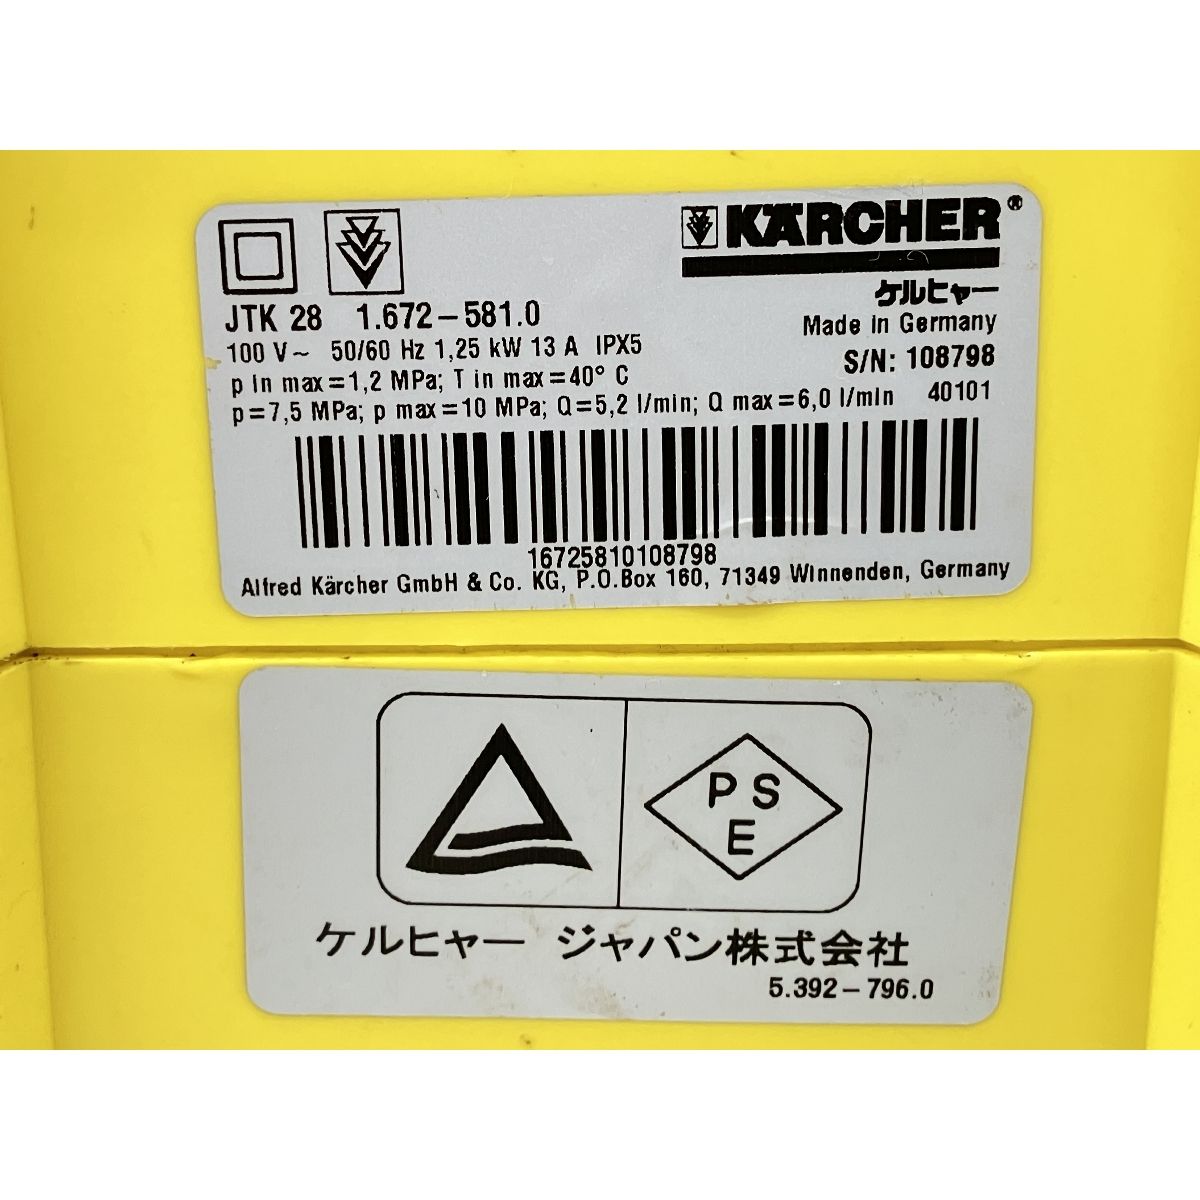 KÄRCHER®
ケルヒャー
JTK 28 1.672-581.0
Made in Germany
100 V~ 50/60 Hz 1,25 kW 13 A IPX5
S/N: 108798
p in max=1,2 MPa; T in max=40° C
p=7,5 MPa; p max=10 MPa; Q=5,2 l/min; Q max=6,0 l/min 40101
16725810108798
Alfred Kärcher GmbH & Co. KG, P.O.Box 160, 71349 Winnenden, Germany
PS
E
ケルヒャー ジャパン株式会社
5.392-796.0